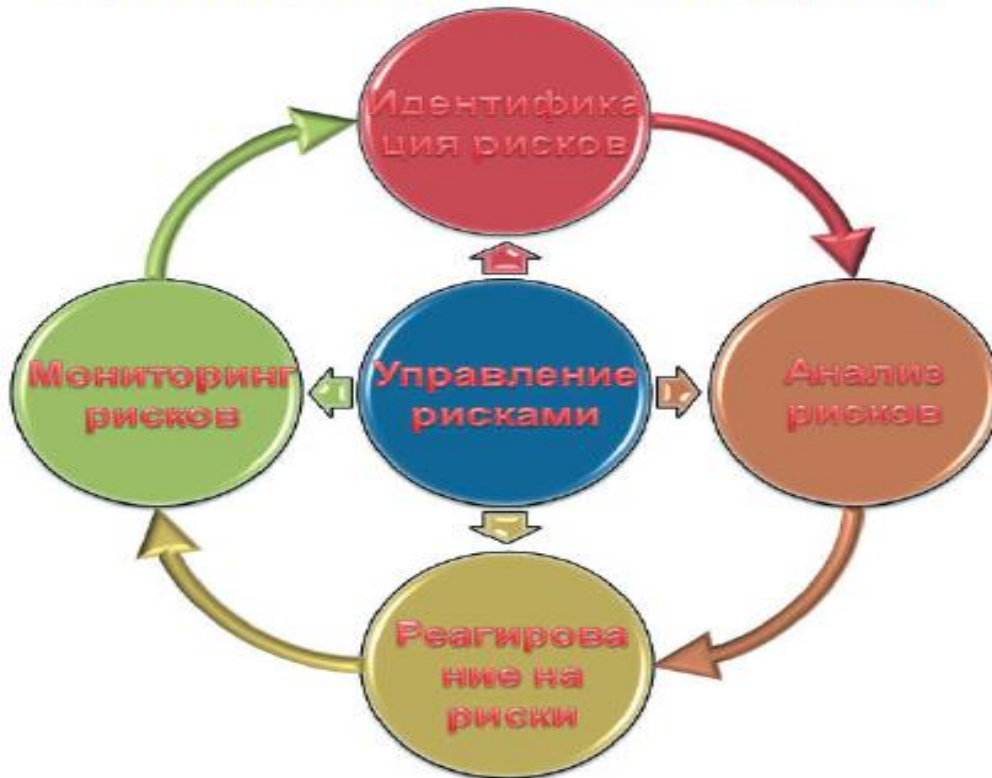 Идентифика
ция рисков
Мониторинг
рисков
Управление
рисками
Анализ
рисков
Реагирова
ние на
риски